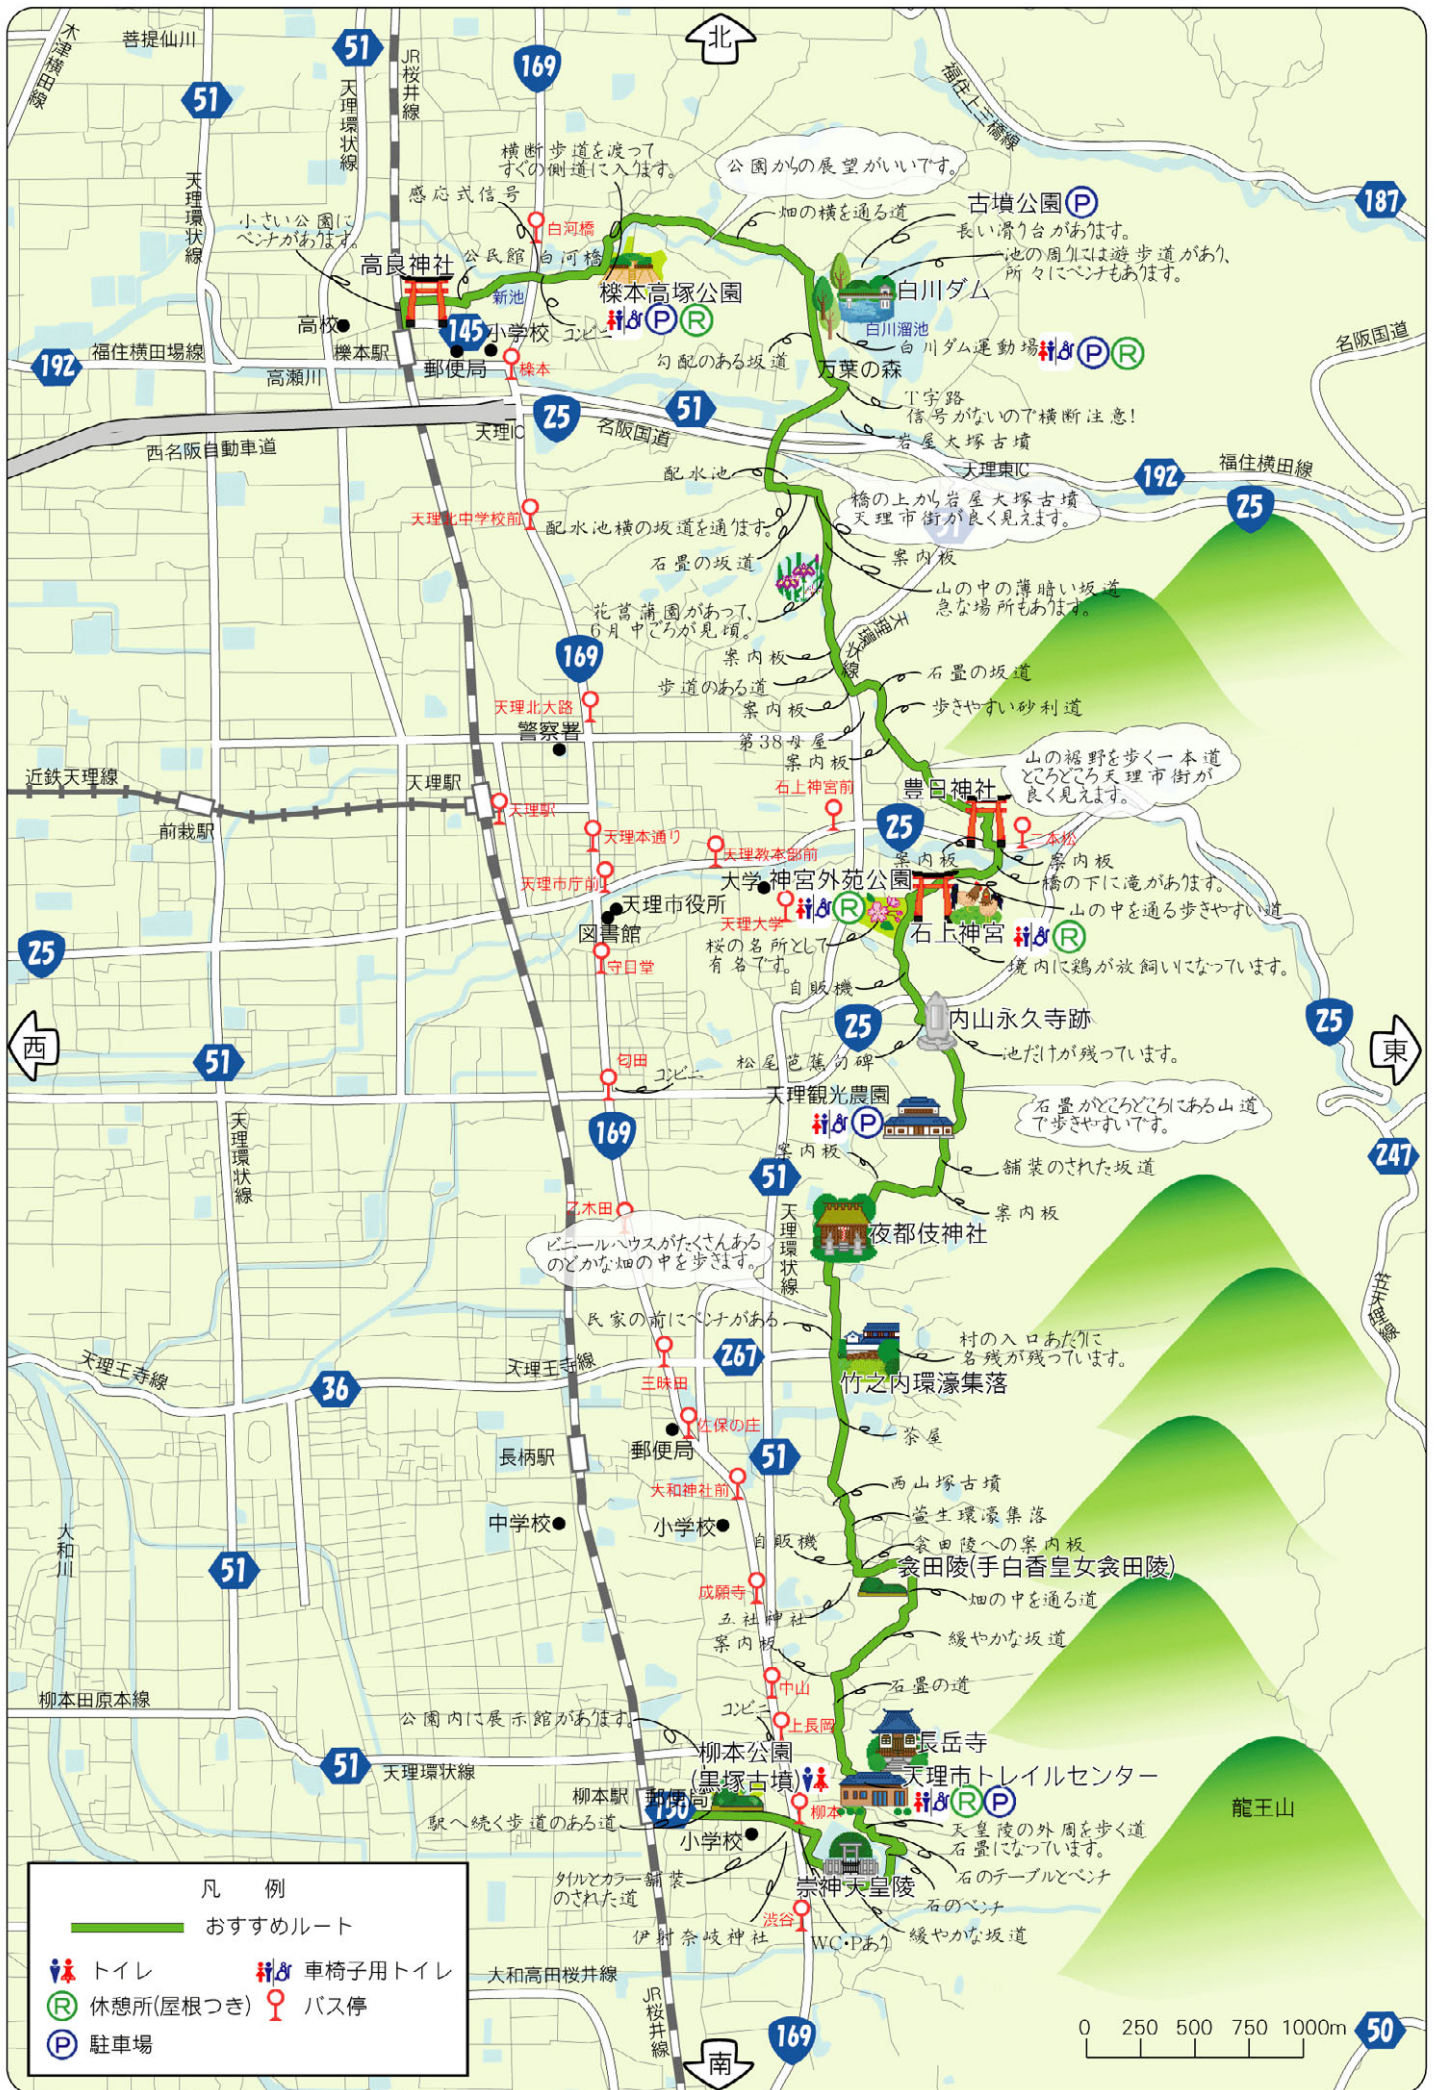 北
木津横田線
菩提仙川
51
51
天理環状線
天理環状線
JR桜井線
169
福住上三橋線
187
横断歩道を渡って
すぐの側道に入ります。
公園からの展望がいいです。
感応式信号
白河橋
畑の横を通る道
古墳公園 P
長い滑り台があります。
小さい公園に
ベンチがあります。
高良神社
公民館
白河橋
池の周りには遊歩道があり、
所々にベンチもあります。
新池
櫟本高塚公園
P R
白川ダム
白川溜池
高校
145
小学校
コンビニ
白川ダム運動場
P R
名阪国道
192
福住横田場線
櫟本駅
郵便局
櫟本
勾配のある坂道
万葉の森
高瀬川
T字路
信号がないので横断注意!
25
51
名阪国道
岩屋大塚古墳
西名阪自動車道
天理IC
天理東IC
192
福住横田線
25
配水池
橋の上から岩屋大塚古墳
天理市街が良く見えます。
51
天理北中学校前
配水池横の坂道を通ります。
石畳の坂道
案内板
山の中の薄暗い坂道
急な場所もあります。
花菖蒲園があって、
6月中ごろが見頃。
天理環状線
169
案内板
歩道のある道
石畳の坂道
案内板
歩きやすい砂利道
天理北大路
警察署
第38母屋
案内板
山の裾野を歩く一本道
ところどころ天理市街が
良く見えます。
近鉄天理線
天理駅
天理駅
石上神宮前
豊日神社
前栽駅
天理本通り
25
二本松
天理教本部前
案内板
案内板
天理市庁前
大学
神宮外苑公園
橋の下に滝があります。
天理市役所
天理大学
R
山の中を通る歩きやすい道
図書館
石上神宮
R
25
守目堂
桜の名所として
有名です。
境内に鶏が放飼いになっています。
自販機
25
内山永久寺跡
25
西
東
51
匂田
コンビニ
松尾芭蕉句碑
池だけが残っています。
天理観光農園
P
石畳がところどころにある山道
で歩きやすいです。
天理環状線
169
案内板
舗装のされた坂道
247
51
乙木田
案内板
天理環状線
夜都伎神社
ビニールハウスがたくさんある
のどかな畑の中を歩きます。
民家の前にベンチがある
村の入口あたりに
名残が残っています。
天理王寺線
天理王寺線
267
36
三昧田
竹之内環濠集落
佐保の庄
茶屋
郵便局
長柄駅
51
大和神社前
西山塚古墳
中学校
小学校
萱生環濠集落
大和川
自販機
衾田陵への案内板
51
衾田陵(手白香皇女衾田陵)
成願寺
畑の中を通る道
五社神社
案内板
緩やかな坂道
中山
石畳の道
柳本田原本線
コンビニ
公園内に展示館があります。
上長岡
長岳寺
柳本公園
(黒塚古墳)
51
天理環状線
天理市トレイルセンター
R P
柳本駅
郵便局
150
柳本
龍王山
駅へ続く歩道のある道
小学校
天皇陵の外周を歩く道
石畳になっています。
タイルとカラー舗装
のされた道
崇神天皇陵
石のテーブルとベンチ
石のベンチ
渋谷
伊射奈岐神社
WC・Pあり
緩やかな坂道
凡 例
おすすめルート
トイレ
車椅子用トイレ
R 休憩所(屋根つき)
バス停
P 駐車場
大和高田桜井線
JR桜井線
169
南
0 250 500 750 1000m
50